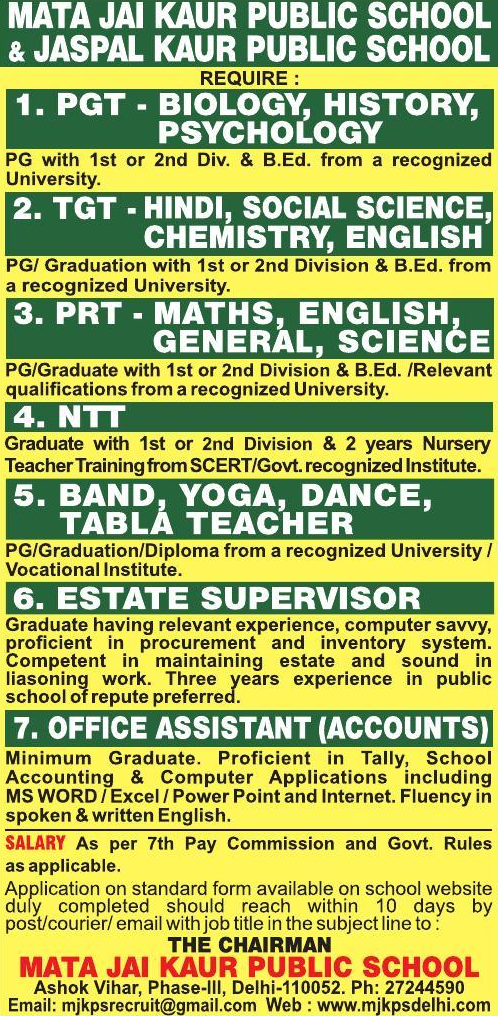 MATA JAI KAUR PUBLIC SCHOOL
& JASPAL KAUR PUBLIC SCHOOL
REQUIRE :
1. PGT - BIOLOGY, HISTORY,
PSYCHOLOGY
PG with 1st or 2nd Div. & B.Ed. from a recognized
University.
2. TGT - HINDI, SOCIAL SCIENCE,
CHEMISTRY, ENGLISH
PG/ Graduation with 1st or 2nd Division & B.Ed. from
a recognized University.
3. PRT - MATHS, ENGLISH,
GENERAL, SCIENCE
PG/Graduate with 1st or 2nd Division & B.Ed. /Relevant
qualifications from a recognized University.
4. NTT
Graduate with 1st or 2nd Division & 2 years Nursery
Teacher Training from SCERT/Govt. recognized Institute.
5. BAND, YOGA, DANCE,
TABLA TEACHER
PG/Graduation/Diploma from a recognized University /
Vocational Institute.
6. ESTATE SUPERVISOR
Graduate having relevant experience, computer savvy,
proficient in procurement and inventory system.
Competent in maintaining estate and sound in
liasoning work. Three years experience in public
school of repute preferred.
7. OFFICE ASSISTANT (ACCOUNTS)
Minimum Graduate. Proficient in Tally, School
Accounting & Computer Applications including
MS WORD / Excel / Power Point and Internet. Fluency in
spoken & written English.
SALARY As per 7th Pay Commission and Govt. Rules
as applicable.
Application on standard form available on school website
duly completed should reach within 10 days by
post/courier/ email with job title in the subject line to :
THE CHAIRMAN
MATA JAI KAUR PUBLIC SCHOOL
Ashok Vihar, Phase-III, Delhi-110052. Ph: 27244590
Email: mjkpsrecruit@gmail.com Web : www.mjkpsdelhi.com